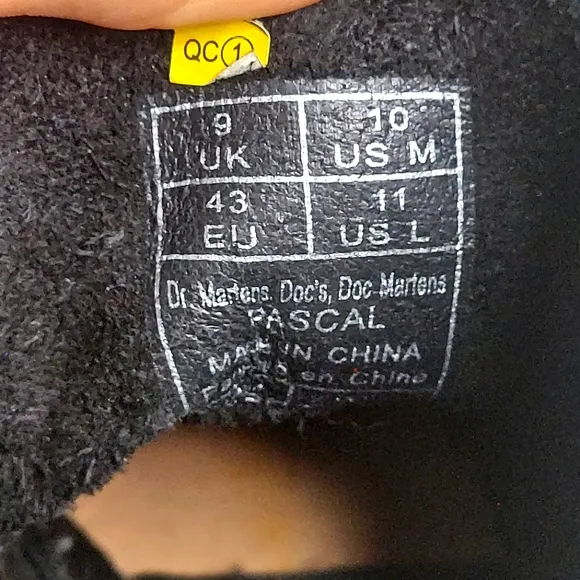 QC 1
9 10
UK US M
43 11
EU US L
Dr. Martens, Doc's, Doc Martens
PASCAL
MADE IN CHINA
en Chine